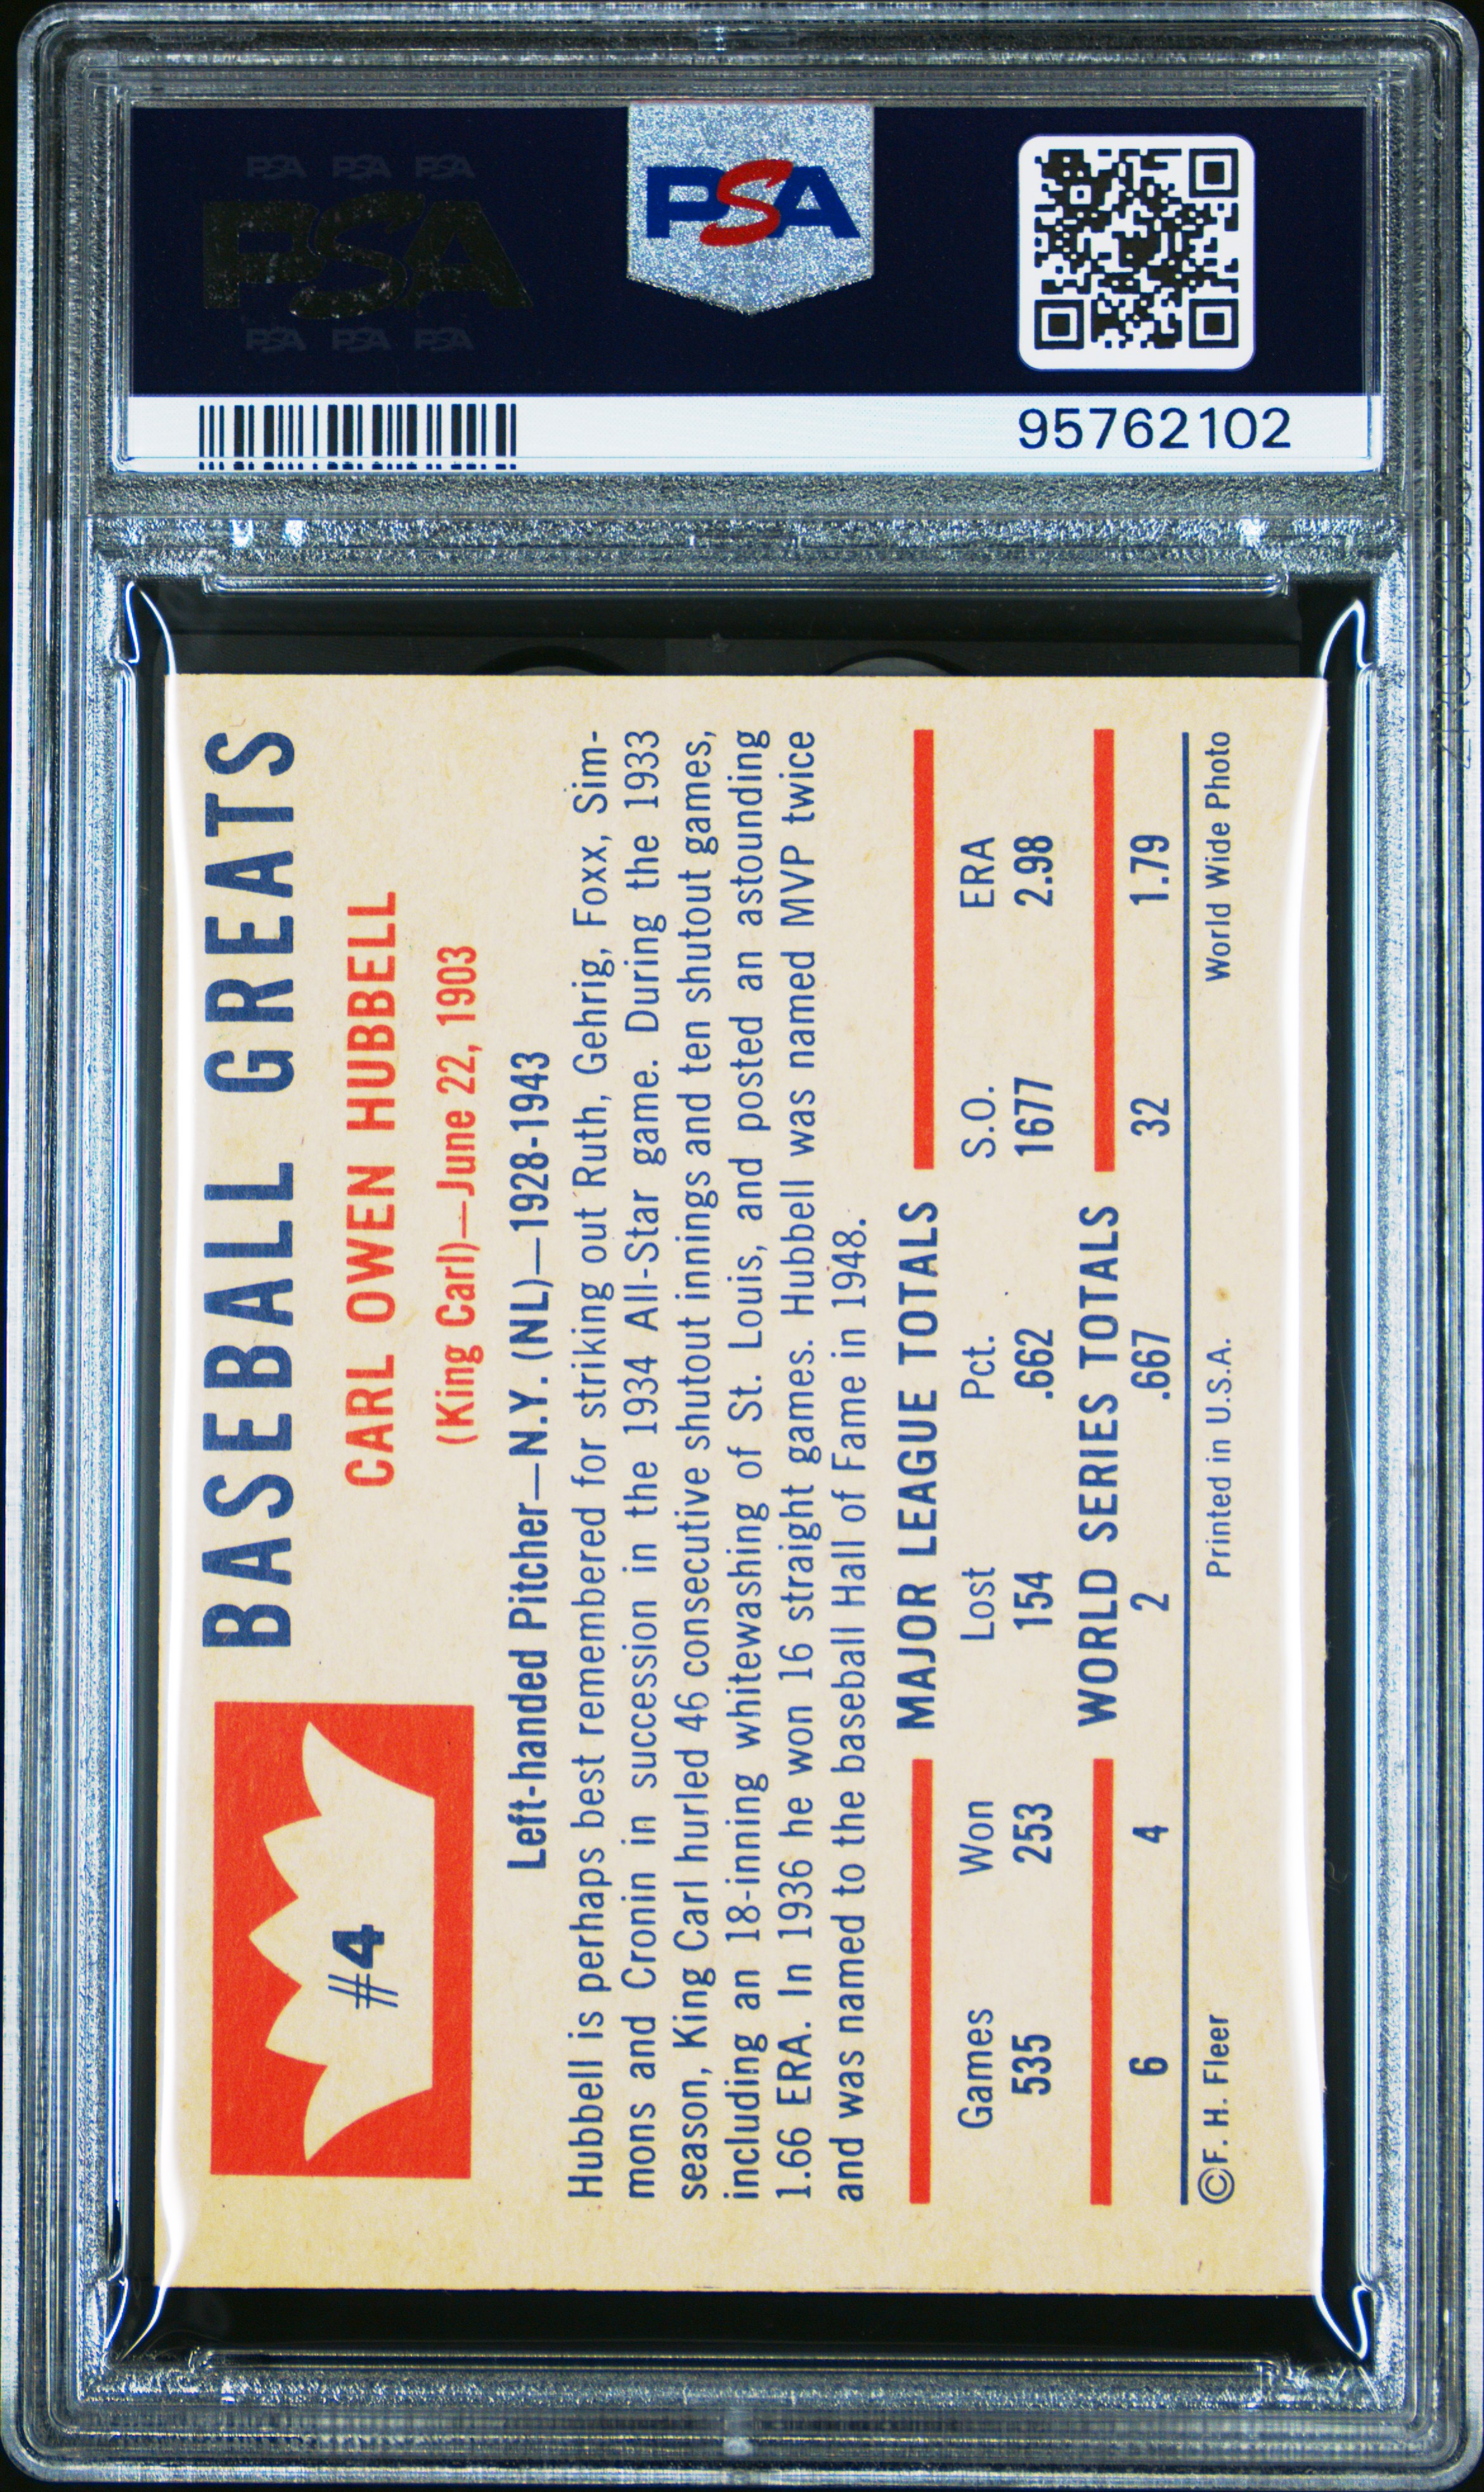 PSA PSA PSA
PSA
PSA PSA PSA
PSA
95762102
#4
BASEBALL GREATS
CARL OWEN HUBBELL
(King Carl)—June 22, 1903
Left-handed Pitcher—N.Y. (NL)—1928-1943
Hubbell is perhaps best remembered for striking out Ruth, Gehrig, Foxx, Sim-
mons and Cronin in succession in the 1934 All-Star game. During the 1933
season, King Carl hurled 46 consecutive shutout innings and ten shutout games,
including an 18-inning whitewashing of St. Louis, and posted an astounding
1.66 ERA. In 1936 he won 16 straight games. Hubbell was named MVP twice
and was named to the baseball Hall of Fame in 1948.
MAJOR LEAGUE TOTALS
Games Won Lost Pct. S.O. ERA
535 253 154 .662 1677 2.98
WORLD SERIES TOTALS
6 4 2 .667 32 1.79
©F. H. Fleer Printed in U.S.A. World Wide Photo